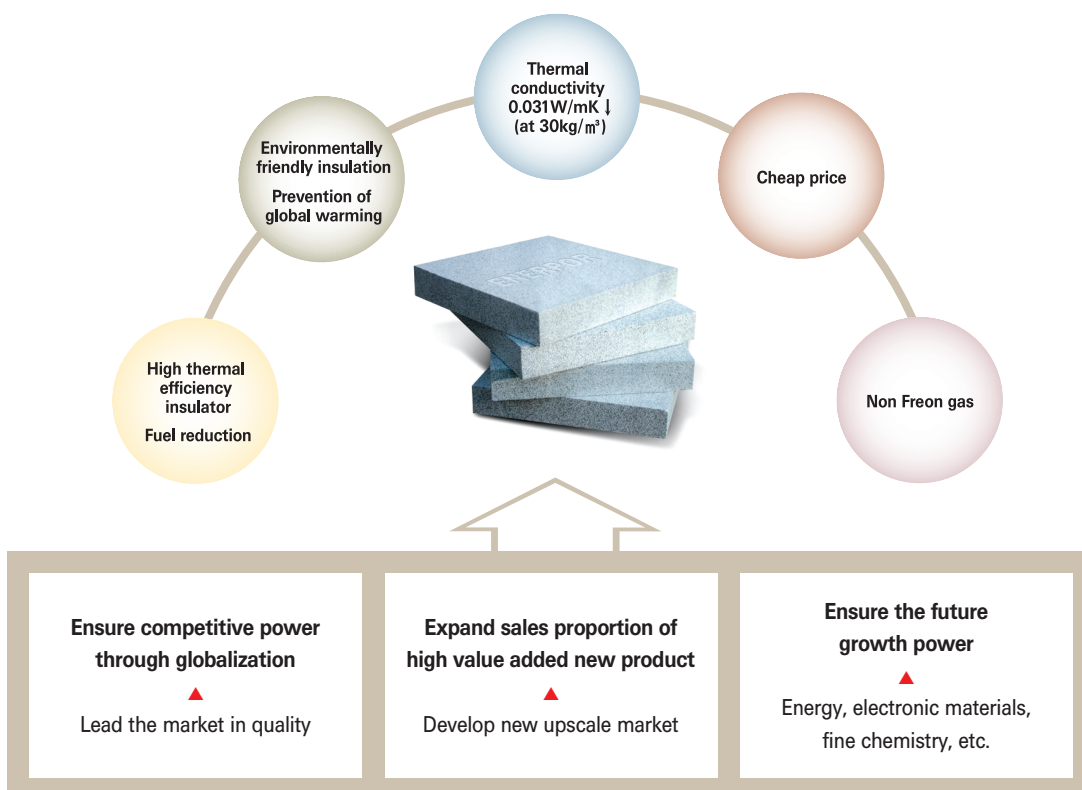 Thermal
conductivity
0.031W/mK ↓
(at 30kg/㎥)
Environmentally
friendly insulation
Prevention of
global warming
Cheap price
ENERPOR
High thermal
efficiency
insulator
Fuel reduction
Non Freon gas
Ensure competitive power
through globalization
▲
Lead the market in quality
Expand sales proportion of
high value added new product
▲
Develop new upscale market
Ensure the future
growth power
▲
Energy, electronic materials,
fine chemistry, etc.